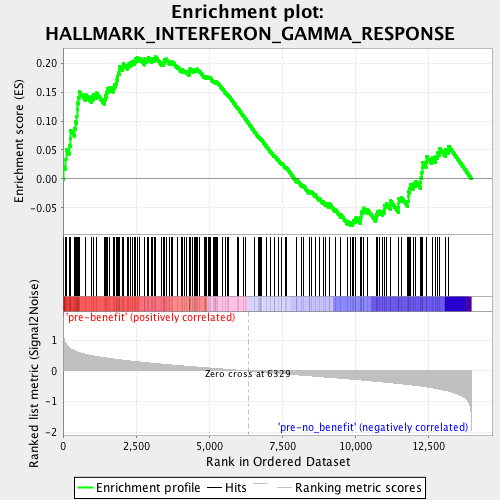 Enrichment plot:
HALLMARK_INTERFERON_GAMMA_RESPONSE
Enrichment score (ES)
0.20
0.15
0.10
0.05
0.00
-0.05
'pre-benefit' (positively correlated)
Ranked list metric (Signal2Noise)
1
0
-1
-2
Zero cross at 6329
'pre-no_benefit' (negatively correlated)
0
2,500
5,000
7,500
10,000
12,500
Rank in Ordered Dataset
Enrichment profile
Hits
Ranking metric scores